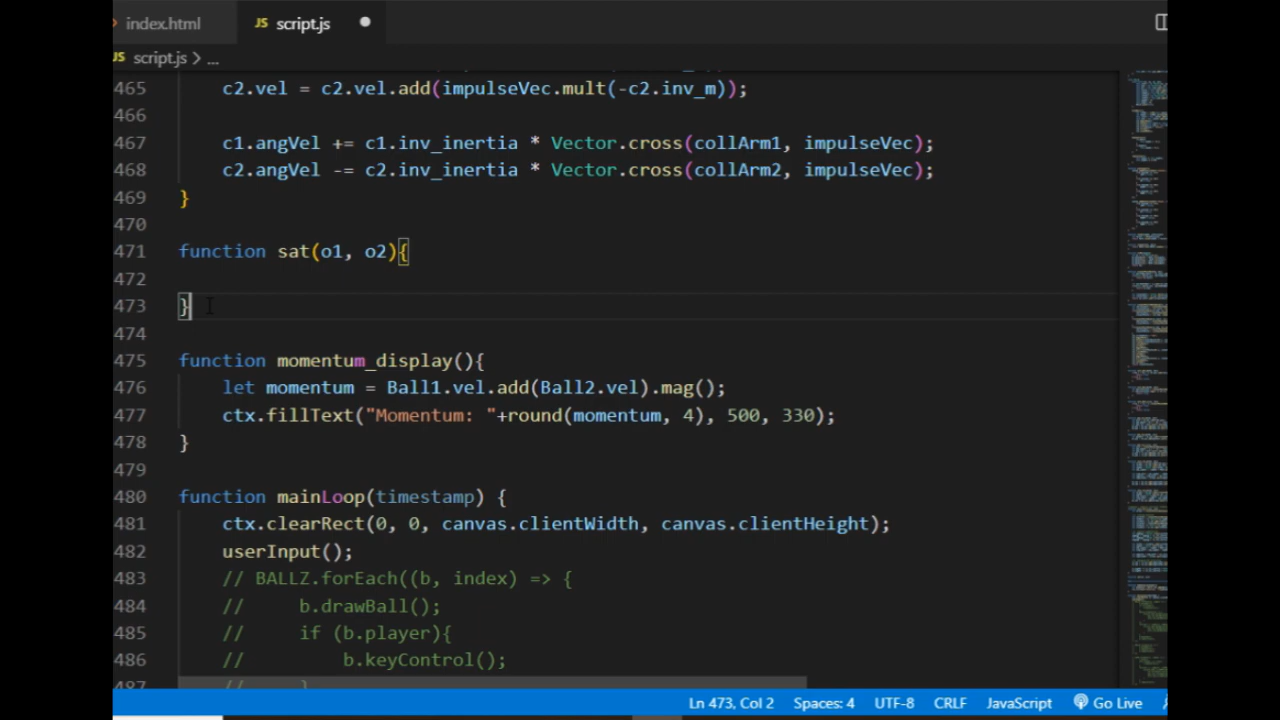 index.html
JS script.js
JS script.js > ...
465 c2.vel = c2.vel.add(impulseVec.mult(-c2.inv_m));
466
467 c1.angVel += c1.inv_inertia * Vector.cross(collArm1, impulseVec);
468 c2.angVel -= c2.inv_inertia * Vector.cross(collArm2, impulseVec);
469 }
470
471 function sat(o1, o2){
472
473 }
474
475 function momentum_display(){
476 let momentum = Ball1.vel.add(Ball2.vel).mag();
477 ctx.fillText("Momentum: "+round(momentum, 4), 500, 330);
478 }
479
480 function mainLoop(timestamp) {
481 ctx.clearRect(0, 0, canvas.clientWidth, canvas.clientHeight);
482 userInput();
483 // BALLZ.forEach((b, index) => {
484 // b.drawBall();
485 // if (b.player){
486 // b.keyControl();
487 // }
Ln 473, Col 2 Spaces: 4 UTF-8 CRLF JavaScript Go Live